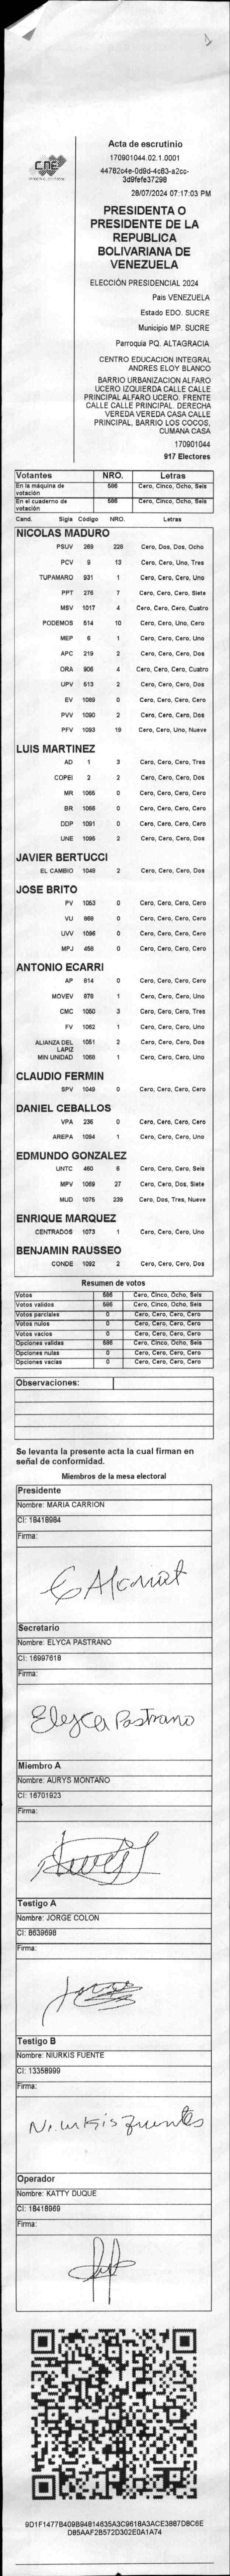 CNE
Acta de escrutinio
170901044.02.1.0001
44782c4e-0d9d-4c83-a2cc-
3d9fefe37298
28/07/2024 07:17:03 PM
PRESIDENTA O
PRESIDENTE DE LA
REPUBLICA
BOLIVARIANA DE
VENEZUELA
ELECCIÓN PRESIDENCIAL 2024
Pais VENEZUELA
Estado EDO. SUCRE
Municipio MP. SUCRE
Parroquia PQ. ALTAGRACIA
CENTRO EDUCACION INTEGRAL
ANDRES ELOY BLANCO
BARRIO URBANIZACION ALFARO
UCERO IZQUIERDA CALLE CALLE
PRINCIPAL ALFARO UCERO. FRENTE
CALLE CALLE PRINCIPAL. DERECHA
VEREDA VEREDA CASA CALLE
PRINCIPAL, BARRIO LOS COCOS,
CUMANA CASA
170901044
917 Electores
Votantes NRO. Letras
En la máquina de votación 586 Cero, Cinco, Ocho, Seis
En el cuaderno de votación 586 Cero, Cinco, Ocho, Seis
Cand. Sigla Código NRO. Letras
NICOLAS MADURO
PSUV 269 228 Cero, Dos, Dos, Ocho
PCV 9 13 Cero, Cero, Uno, Tres
TUPAMARO 931 1 Cero, Cero, Cero, Uno
PPT 276 7 Cero, Cero, Cero, Siete
MSV 1017 4 Cero, Cero, Cero, Cuatro
PODEMOS 514 10 Cero, Cero, Uno, Cero
MEP 6 1 Cero, Cero, Cero, Uno
APC 219 2 Cero, Cero, Cero, Dos
ORA 906 4 Cero, Cero, Cero, Cuatro
UPV 513 2 Cero, Cero, Cero, Dos
EV 1089 0 Cero, Cero, Cero, Cero
PVV 1090 2 Cero, Cero, Cero, Dos
PFV 1093 19 Cero, Cero, Uno, Nueve
LUIS MARTINEZ
AD 1 3 Cero, Cero, Cero, Tres
COPEI 2 2 Cero, Cero, Cero, Dos
MR 1065 0 Cero, Cero, Cero, Cero
BR 1066 0 Cero, Cero, Cero, Cero
DDP 1091 0 Cero, Cero, Cero, Cero
UNE 1095 2 Cero, Cero, Cero, Dos
JAVIER BERTUCCI
EL CAMBIO 1048 2 Cero, Cero, Cero, Dos
JOSE BRITO
PV 1053 0 Cero, Cero, Cero, Cero
VU 868 0 Cero, Cero, Cero, Cero
UVV 1096 0 Cero, Cero, Cero, Cero
MPJ 458 0 Cero, Cero, Cero, Cero
ANTONIO ECARRI
AP 814 0 Cero, Cero, Cero, Cero
MOVEV 978 1 Cero, Cero, Cero, Uno
CMC 1050 3 Cero, Cero, Cero, Tres
FV 1062 1 Cero, Cero, Cero, Uno
ALIANZA DEL LAPIZ 1051 2 Cero, Cero, Cero, Dos
MIN UNIDAD 1068 1 Cero, Cero, Cero, Uno
CLAUDIO FERMIN
SPV 1049 0 Cero, Cero, Cero, Cero
DANIEL CEBALLOS
VPA 236 0 Cero, Cero, Cero, Cero
AREPA 1094 1 Cero, Cero, Cero, Uno
EDMUNDO GONZALEZ
UNTC 460 6 Cero, Cero, Cero, Seis
MPV 1069 27 Cero, Cero, Dos, Siete
MUD 1075 239 Cero, Dos, Tres, Nueve
ENRIQUE MARQUEZ
CENTRADOS 1073 1 Cero, Cero, Cero, Uno
BENJAMIN RAUSSEO
CONDE 1092 2 Cero, Cero, Cero, Dos
Resumen de votos
Votos 586 Cero, Cinco, Ocho, Seis
Votos validos 586 Cero, Cinco, Ocho, Seis
Votos parciales 0 Cero, Cero, Cero, Cero
Votos nulos 0 Cero, Cero, Cero, Cero
Votos vacios 0 Cero, Cero, Cero, Cero
Opciones validas 586 Cero, Cinco, Ocho, Seis
Opciones nulas 0 Cero, Cero, Cero, Cero
Opciones vacias 0 Cero, Cero, Cero, Cero
Observaciones:
Se levanta la presente acta la cual firman en
señal de conformidad.
Miembros de la mesa electoral
Presidente
Nombre: MARIA CARRION
CI: 18418984
Firma:
Secretario
Nombre: ELYCA PASTRANO
CI: 16997618
Firma:
Elyca Pastrano
Miembro A
Nombre: AURYS MONTAÑO
CI: 16701923
Firma:
Testigo A
Nombre: JORGE COLON
CI: 8639698
Firma:
Testigo B
Nombre: NIURKIS FUENTE
CI: 13358999
Firma:
Niurkis Fuentes
Operador
Nombre: KATTY DUQUE
CI: 18418969
Firma:
9D1F1477B409B94814635A3C9618A3ACE3887D8C6E
D85AAF2B572D302E0A1A74